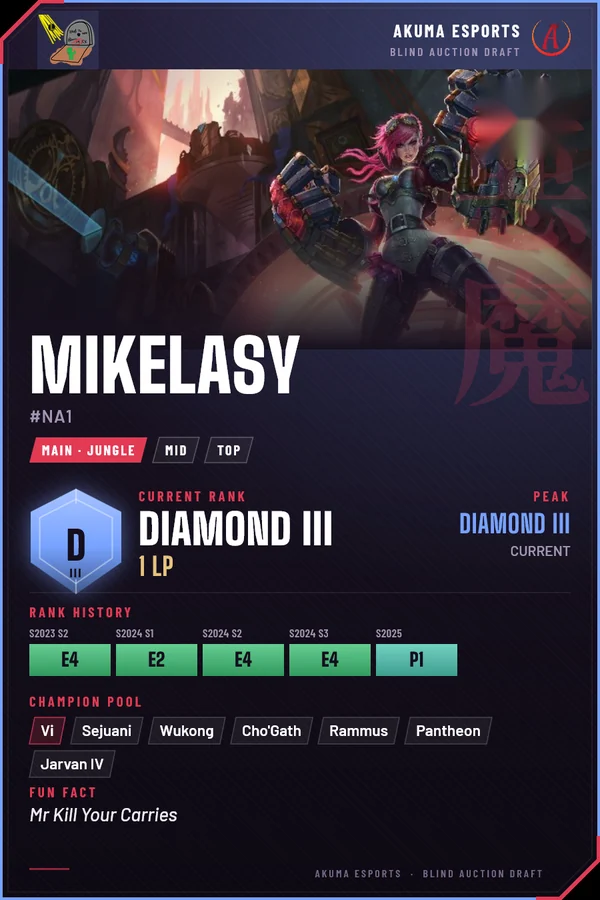 AKUMA ESPORTS
BLIND AUCTION DRAFT
悪
魔
MIKELASY
#NA1
MAIN · JUNGLE MID TOP
CURRENT RANK
DIAMOND III
1 LP
PEAK
DIAMOND III
CURRENT
D
III
RANK HISTORY
S2023 S2 S2024 S1 S2024 S2 S2024 S3 S2025
E4 E2 E4 E4 P1
CHAMPION POOL
Vi Sejuani Wukong Cho'Gath Rammus Pantheon
Jarvan IV
FUN FACT
Mr Kill Your Carries
AKUMA ESPORTS · BLIND AUCTION DRAFT